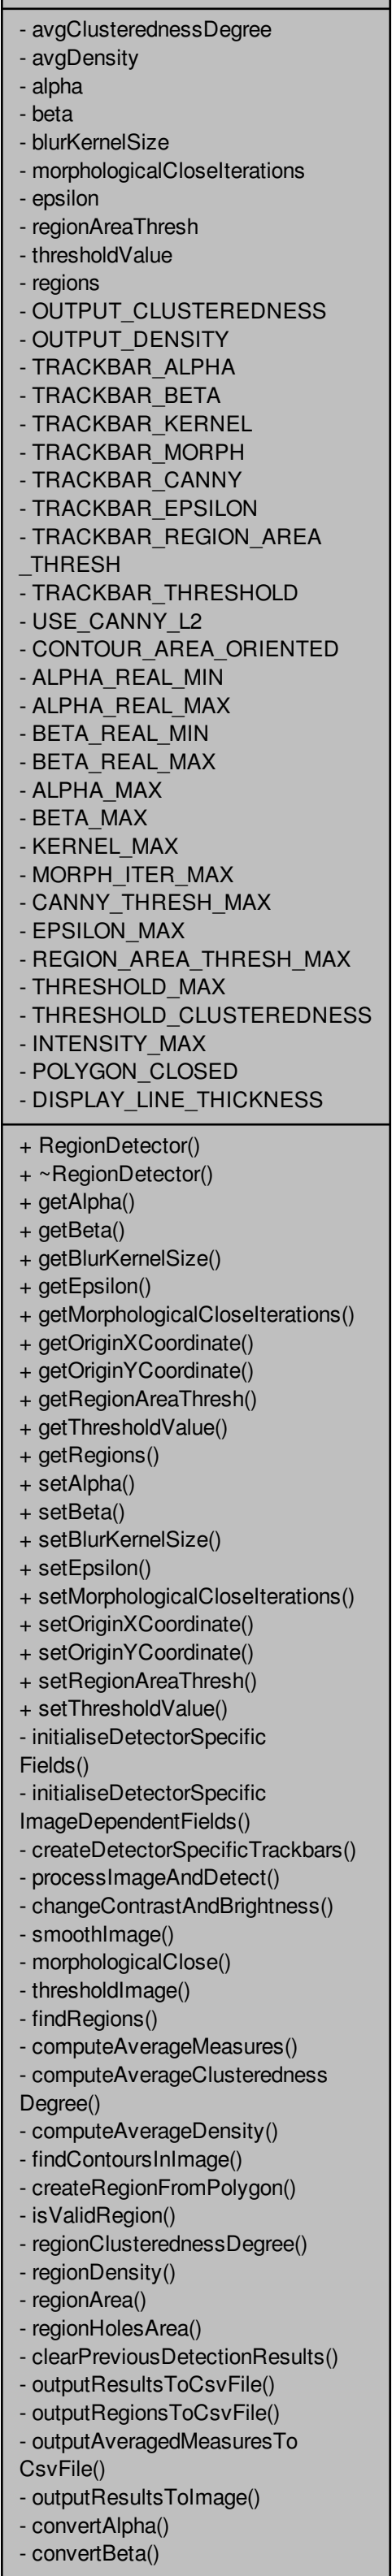 - avgClusterednessDegree
- avgDensity
- alpha
- beta
- blurKernelSize
- morphologicalCloseIterations
- epsilon
- regionAreaThresh
- thresholdValue
- regions
- OUTPUT_CLUSTEREDNESS
- OUTPUT_DENSITY
- TRACKBAR_ALPHA
- TRACKBAR_BETA
- TRACKBAR_KERNEL
- TRACKBAR_MORPH
- TRACKBAR_CANNY
- TRACKBAR_EPSILON
- TRACKBAR_REGION_AREA
_THRESH
- TRACKBAR_THRESHOLD
- USE_CANNY_L2
- CONTOUR_AREA_ORIENTED
- ALPHA_REAL_MIN
- ALPHA_REAL_MAX
- BETA_REAL_MIN
- BETA_REAL_MAX
- ALPHA_MAX
- BETA_MAX
- KERNEL_MAX
- MORPH_ITER_MAX
- CANNY_THRESH_MAX
- EPSILON_MAX
- REGION_AREA_THRESH_MAX
- THRESHOLD_MAX
- THRESHOLD_CLUSTEREDNESS
- INTENSITY_MAX
- POLYGON_CLOSED
- DISPLAY_LINE_THICKNESS
+ RegionDetector()
+ ~RegionDetector()
+ getAlpha()
+ getBeta()
+ getBlurKernelSize()
+ getEpsilon()
+ getMorphologicalCloseIterations()
+ getOriginXCoordinate()
+ getOriginYCoordinate()
+ getRegionAreaThresh()
+ getThresholdValue()
+ getRegions()
+ setAlpha()
+ setBeta()
+ setBlurKernelSize()
+ setEpsilon()
+ setMorphologicalCloseIterations()
+ setOriginXCoordinate()
+ setOriginYCoordinate()
+ setRegionAreaThresh()
+ setThresholdValue()
- initialiseDetectorSpecific
Fields()
- initialiseDetectorSpecific
ImageDependentFields()
- createDetectorSpecificTrackbars()
- processImageAndDetect()
- changeContrastAndBrightness()
- smoothImage()
- morphologicalClose()
- thresholdImage()
- findRegions()
- computeAverageMeasures()
- computeAverageClusteredness
Degree()
- computeAverageDensity()
- findContoursInImage()
- createRegionFromPolygon()
- isValidRegion()
- regionClusterednessDegree()
- regionDensity()
- regionArea()
- regionHolesArea()
- clearPreviousDetectionResults()
- outputResultsToCsvFile()
- outputRegionsToCsvFile()
- outputAveragedMeasuresTo
CsvFile()
- outputResultsToImage()
- convertAlpha()
- convertBeta()